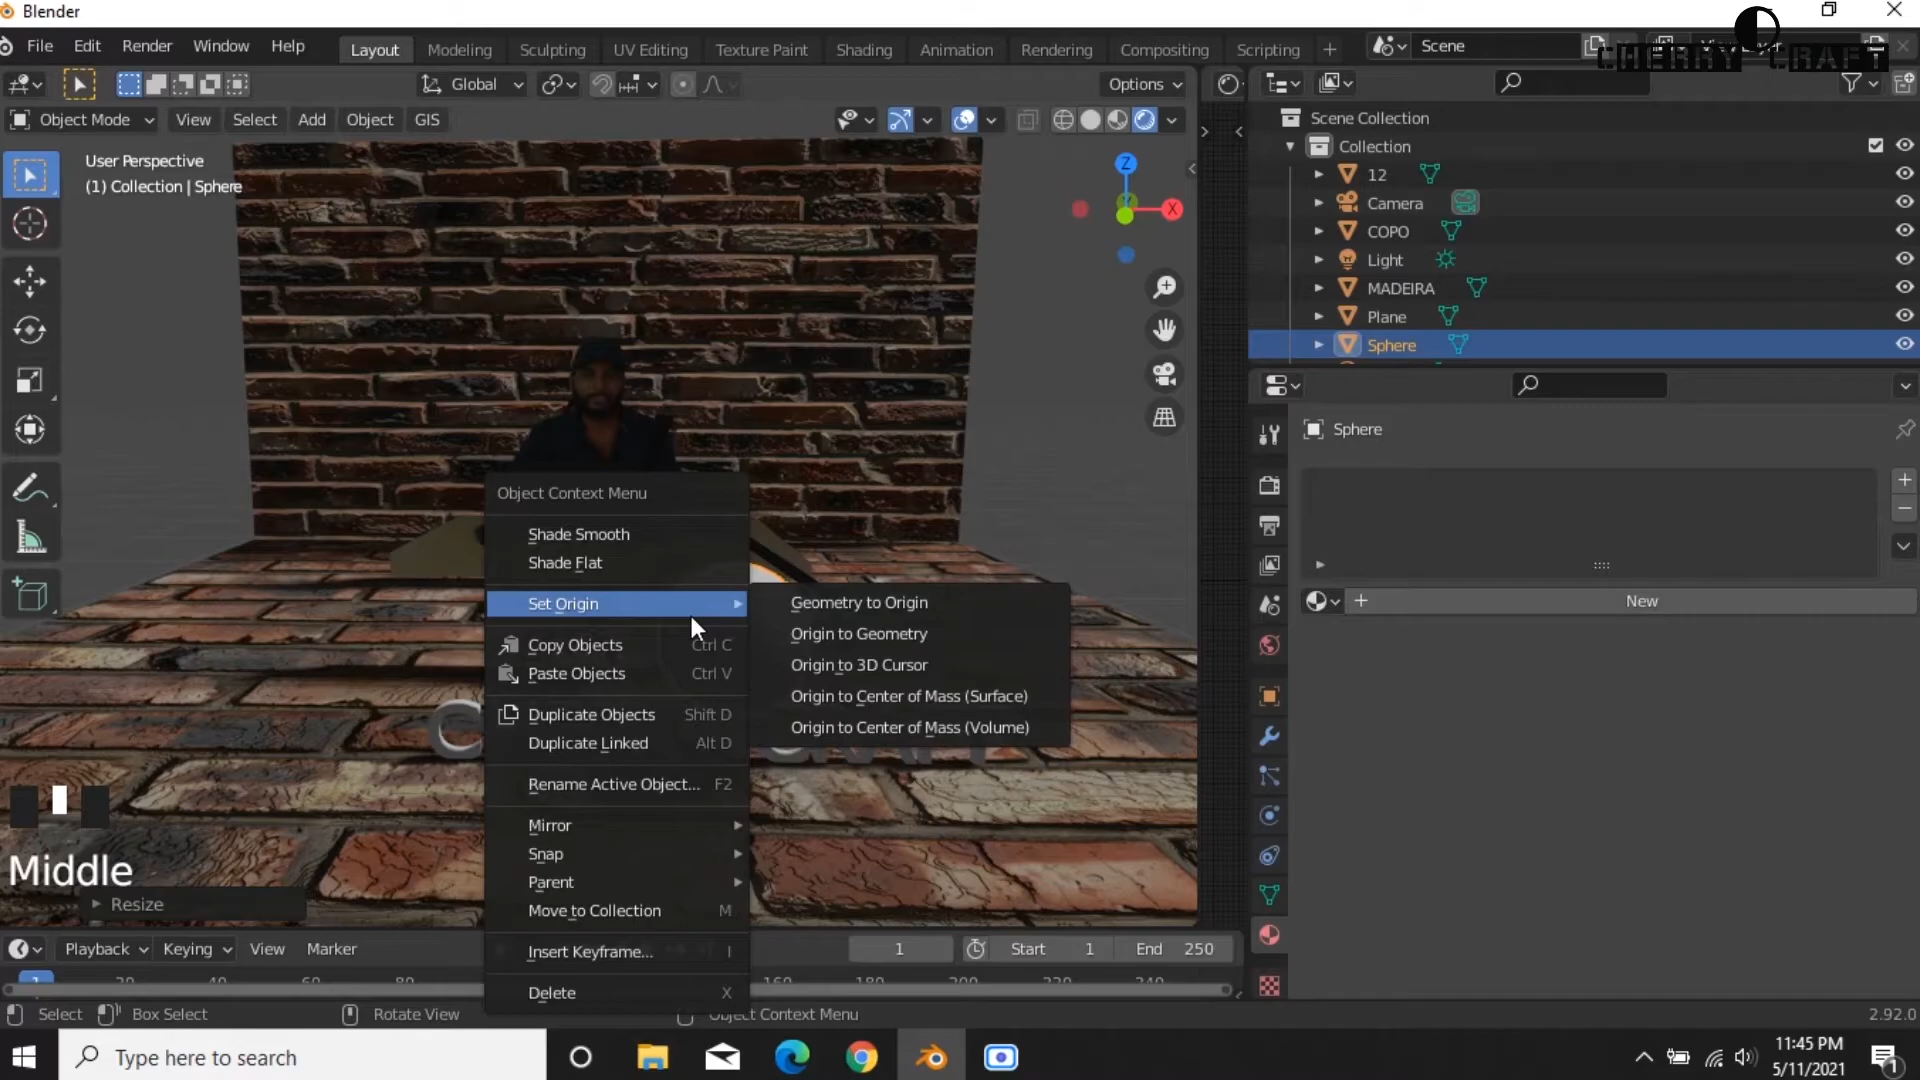 Blender
File Edit Render Window Help
Layout Modeling Sculpting UV Editing Texture Paint Shading Animation Rendering Compositing Scripting
Scene
CHERRY CRAFT
Global
Options
Object Mode View Select Add Object GIS
User Perspective
(1) Collection | Sphere
Z
X
Scene Collection
Collection
12
Camera
COPO
Light
MADEIRA
Plane
Sphere
Sphere
New
Object Context Menu
Shade Smooth
Shade Flat
Set Origin
Copy Objects Ctrl C
Paste Objects Ctrl V
Duplicate Objects Shift D
Duplicate Linked Alt D
Rename Active Object... F2
Mirror
Snap
Parent
Move to Collection M
Insert Keyframe... I
Delete X
Geometry to Origin
Origin to Geometry
Origin to 3D Cursor
Origin to Center of Mass (Surface)
Origin to Center of Mass (Volume)
Middle
Resize
Playback Keying View Marker
1 Start 1 End 250
1
Select Box Select Rotate View Object Context Menu
2.92.0
Type here to search
11:45 PM
5/11/2021
1